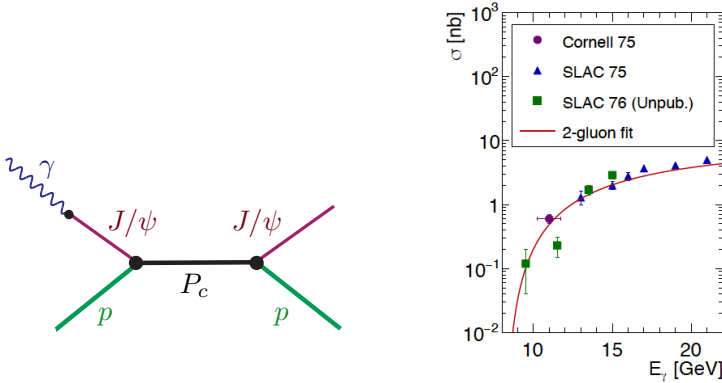 γ
J/ψ
J/ψ
P_c
p
p
σ [nb]
10³
10²
10
1
10⁻¹
10⁻²
Cornell 75
SLAC 75
SLAC 76 (Unpub.)
2-gluon fit
10 15 20
E_γ [GeV]